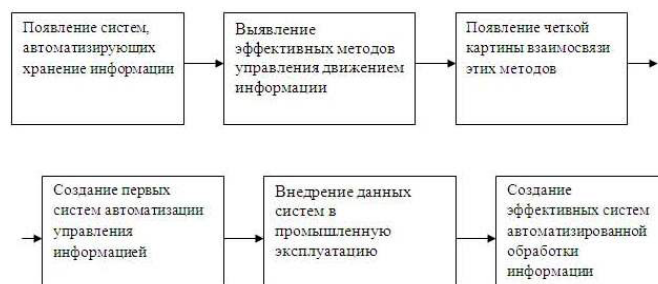 Появление систем,
автоматизирующих
хранение информации
Выявление
эффективных методов
управления движением
информации
Появление четкой
картины взаимосвязи
этих методов
Создание первых
систем автоматизации
управления
информацией
Внедрение данных
систем в
промышленную
эксплуатацию
Создание
эффективных систем
автоматизированной
обработки
информации